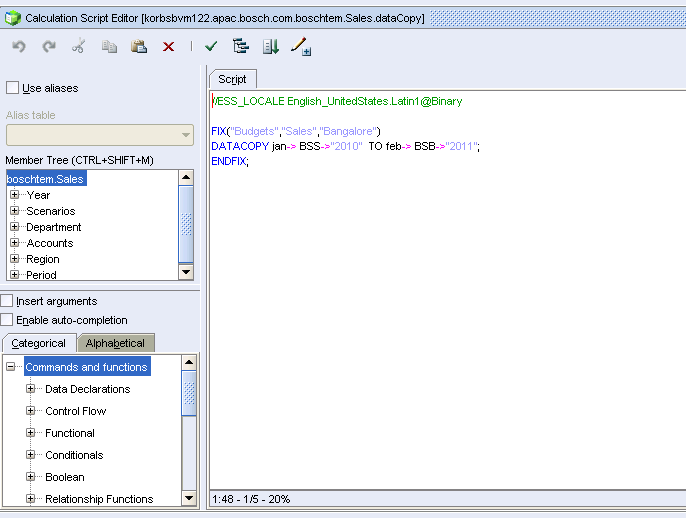 Calculation Script Editor [korbsbvm122.apac.bosch.com.boschtem.Sales.dataCopy]
Use aliases
Alias table
Member Tree (CTRL+SHIFT+M)
boschtem.Sales
Year
Scenarios
Department
Accounts
Region
Period
Insert arguments
Enable auto-completion
Categorical
Alphabetical
Commands and functions
Data Declarations
Control Flow
Functional
Conditionals
Boolean
Relationship Functions
Script
//ESS_LOCALE English_UnitedStates.Latin1@Binary
FIX("Budgets","Sales","Bangalore")
DATACOPY jan-> BSS->"2010" TO feb-> BSB->"2011";
ENDFIX;
1:48 - 1/5 - 20%